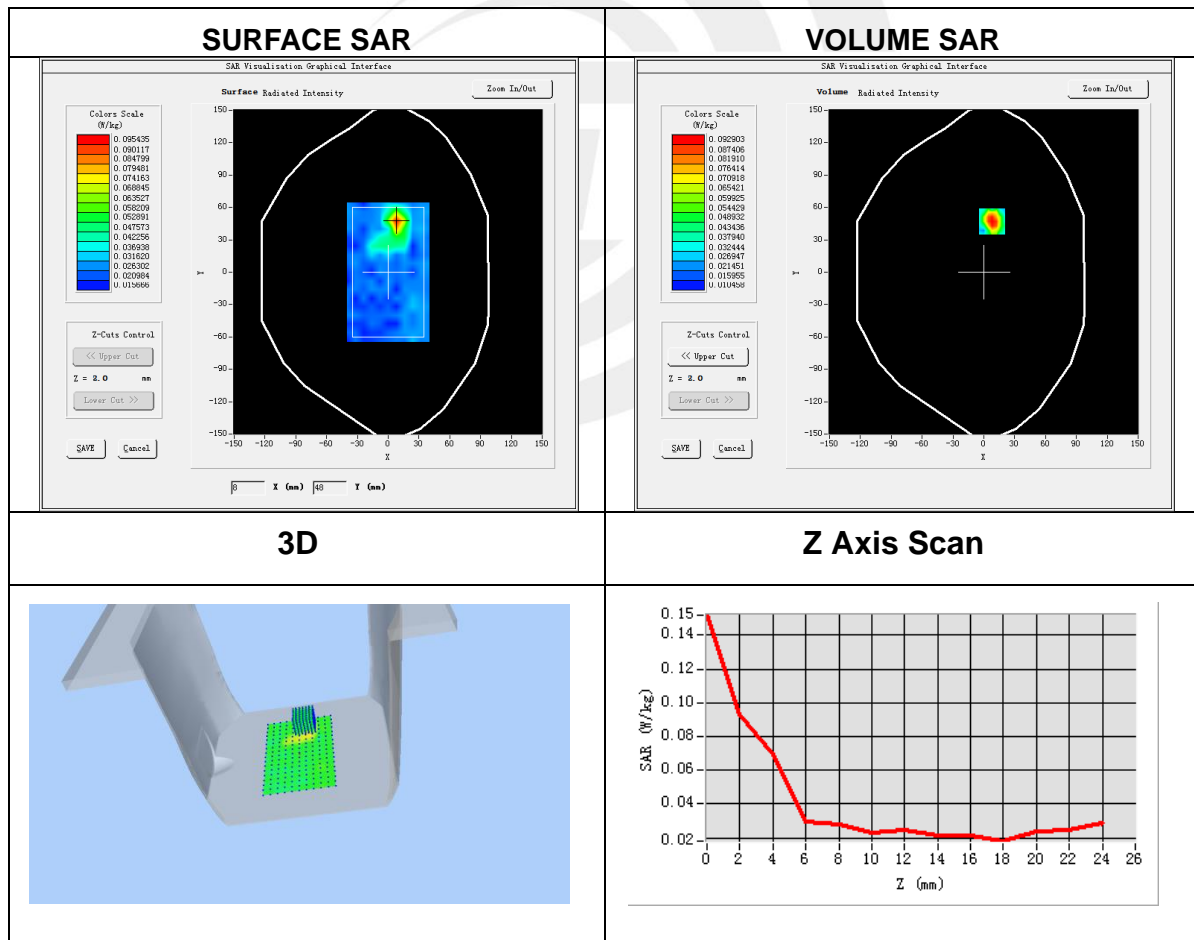 SURFACE SAR
SAR Visualisation Graphical Interface
Surface Radiated Intensity
Zoom In/Out
Colors Scale
(W/kg)
0.095435
0.090117
0.084799
0.079481
0.074163
0.068845
0.063527
0.058209
0.052891
0.047573
0.042256
0.036938
0.031620
0.026302
0.020984
0.015666
Z-Cuts Control
<< Upper Cut
Z = 2.0 mm
Lower Cut >>
SAVE Cancel
150
120
90
60
30
0
-30
-60
-90
-120
-150
Y
-150 -120 -90 -60 -30 0 30 60 90 120 150
X
8 X (mm) 48 Y (mm)
VOLUME SAR
SAR Visualisation Graphical Interface
Volume Radiated Intensity
Zoom In/Out
Colors Scale
(W/kg)
0.092903
0.087406
0.081910
0.076414
0.070918
0.065421
0.059925
0.054429
0.048932
0.043436
0.037940
0.032444
0.026947
0.021451
0.015955
0.010458
Z-Cuts Control
<< Upper Cut
Z = 2.0 mm
Lower Cut >>
SAVE Cancel
150
120
90
60
30
0
-30
-60
-90
-120
-150
Y
-150 -120 -90 -60 -30 0 30 60 90 120 150
X
3D
Z Axis Scan
0.15
0.14
0.12
0.10
0.08
0.06
0.04
0.02
SAR (W/kg)
0 2 4 6 8 10 12 14 16 18 20 22 24 26
Z (mm)